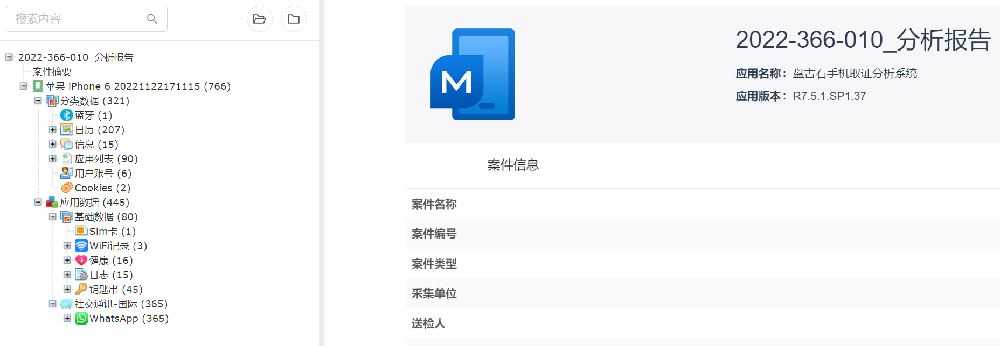 搜索内容
2022-366-010_分析报告
案件摘要
苹果 iPhone 6 20221122171115 (766)
分类数据 (321)
蓝牙 (1)
日历 (207)
信息 (15)
应用列表 (90)
用户账号 (6)
Cookies (2)
应用数据 (445)
基础数据 (80)
Sim卡 (1)
WiFi记录 (3)
健康 (16)
日志 (15)
钥匙串 (45)
社交通讯-国际 (365)
WhatsApp (365)
M
2022-366-010_分析报告
应用名称： 盘古石手机取证分析系统
应用版本： R7.5.1.SP1.37
案件信息
案件名称
案件编号
案件类型
采集单位
送检人